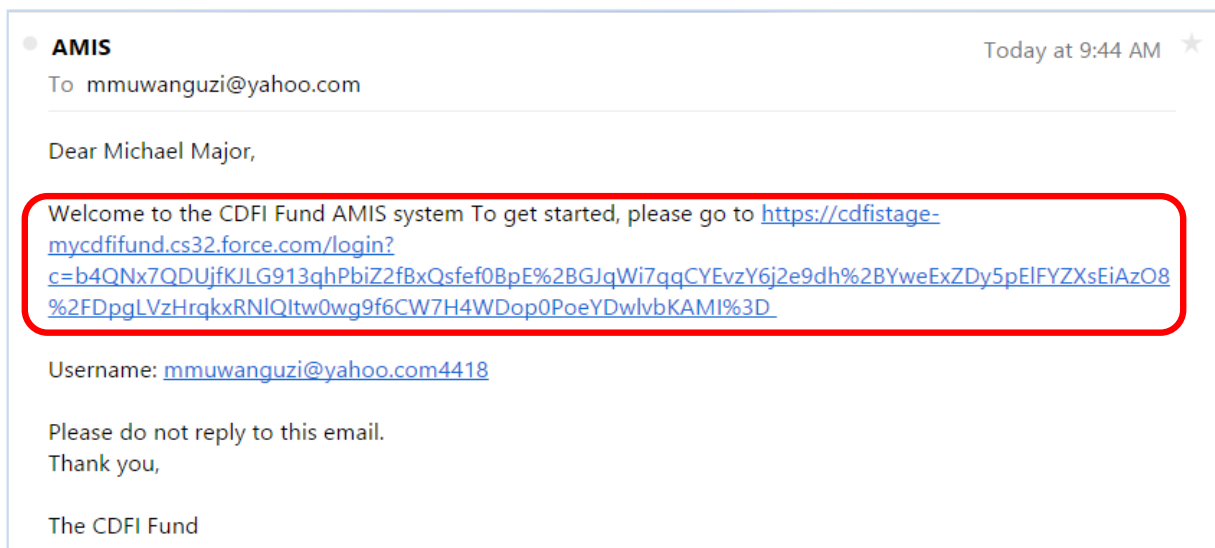 AMIS
Today at 9:44 AM
To mmuwanguzi@yahoo.com
Dear Michael Major,
Welcome to the CDFI Fund AMIS system To get started, please go to https://cdfistage-
mycdfifund.cs32.force.com/login?
c=b4QNx7QDUjfKJLG913qhPbiZ2fBxQsfef0BpE%2BGJqWi7qqCYEvzY6j2e9dh%2BYweExZDy5pElFYZXsEiAzO8
%2FDpgLVzHrqkxRNlQItw0wg9f6CW7H4WDop0PoeYDwlvbKAMI%3D
Username: mmuwanguzi@yahoo.com4418
Please do not reply to this email.
Thank you,
The CDFI Fund